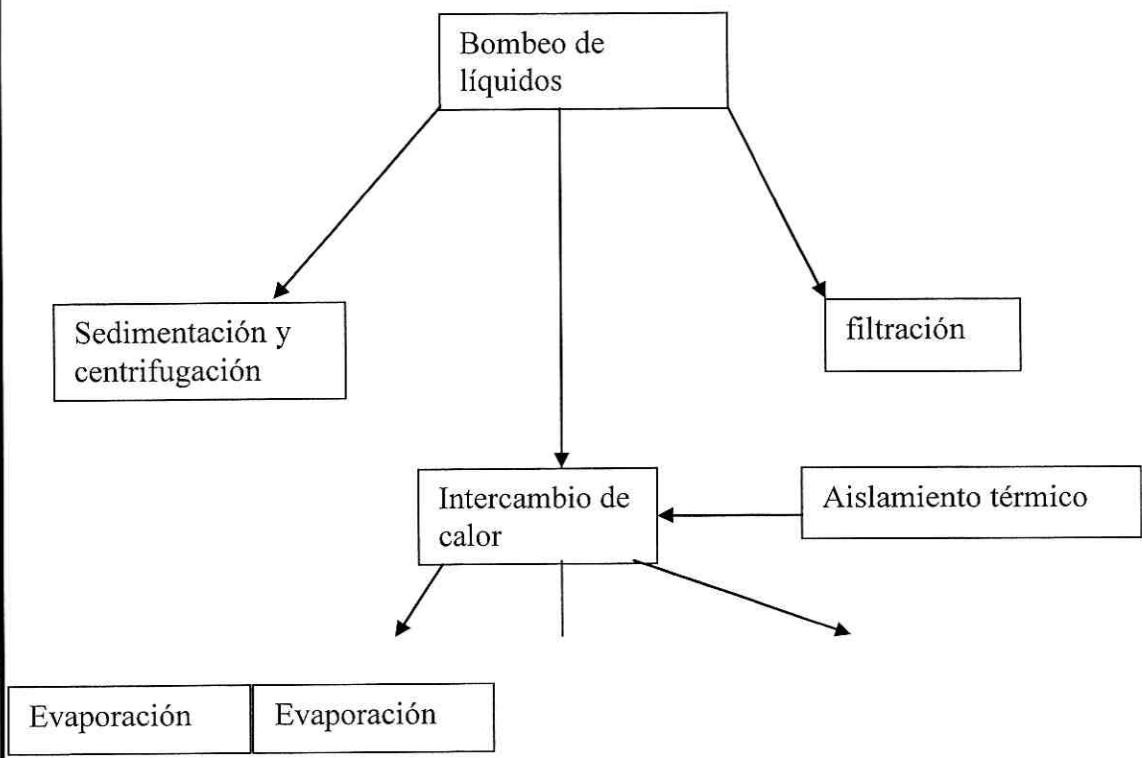 Bombeo de
líquidos
Sedimentación y
centrifugación
filtración
Intercambio de
calor
Aislamiento térmico
Evaporación
Evaporación